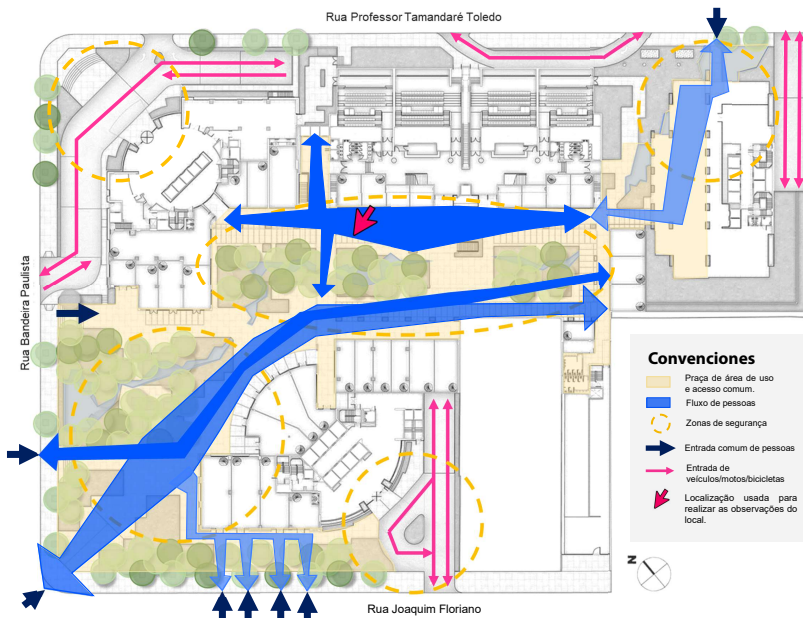 Rua Professor Tamandaré Toledo
Rua Bandeira Paulista
Convenciones
Praça de área de uso
e acesso comum.
Fluxo de pessoas
Zonas de segurança
Entrada comum de pessoas
Entrada de
veículos/motos/bicicletas
Localização usada para
realizar as observações do
local.
N
Rua Joaquim Floriano